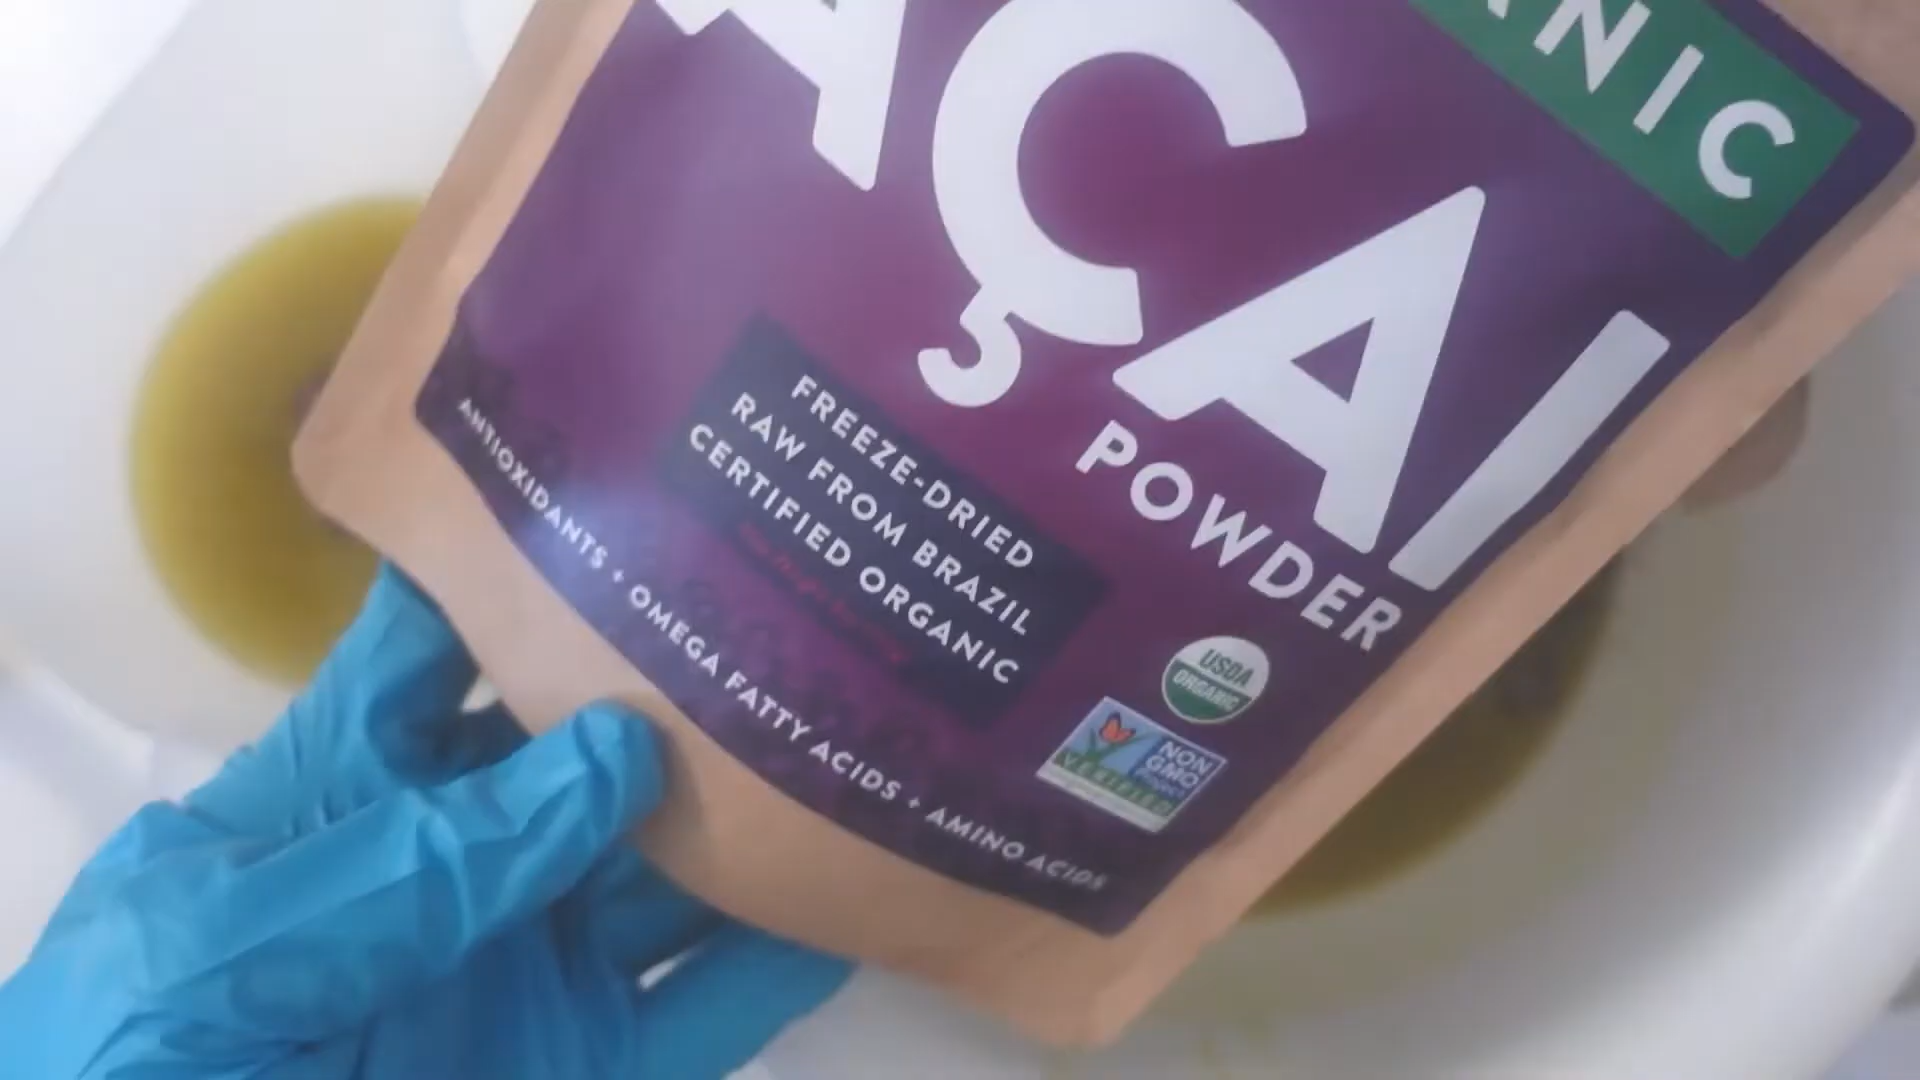 AÇAI
POWDER
FREEZE-DRIED
RAW FROM BRAZIL
CERTIFIED ORGANIC
ANTIOXIDANTS + OMEGA FATTY ACIDS + AMINO ACIDS
USDA
ORGANIC
NON
GMO
Project
VERIFIED